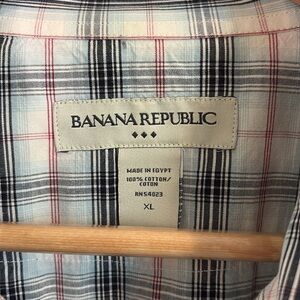 BANANA REPUBLIC
MADE IN EGYPT
100% COTTON/
COTON
RN54023
XL